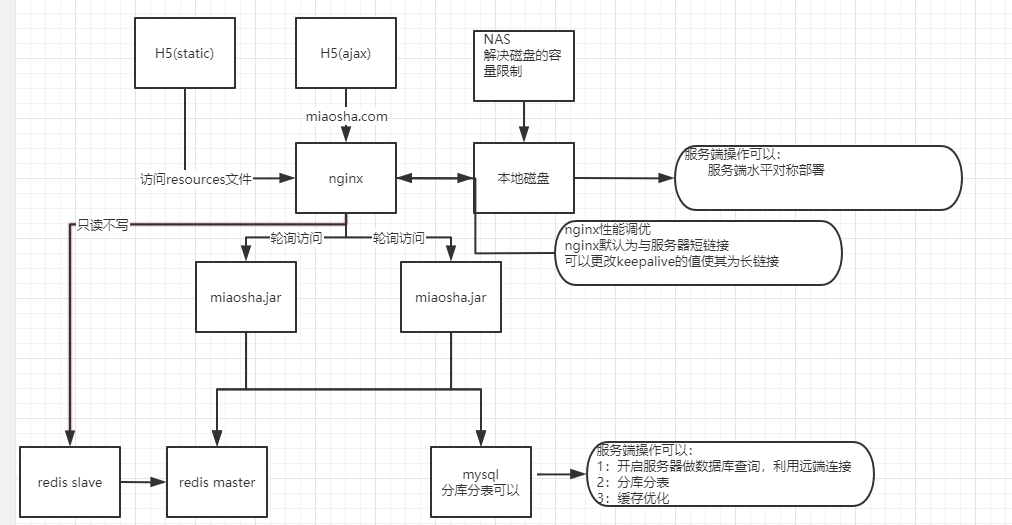 H5(static)
H5(ajax)
NAS
解决磁盘的容
量限制
miaosha.com
访问resources文件
nginx
本地磁盘
服务端操作可以：
服务端水平对称部署
只读不写
轮询访问
轮询访问
nginx性能调优
nginx默认为与服务器短链接
可以更改keepalive的值使其为长链接
miaosha.jar
miaosha.jar
redis slave
redis master
mysql
分库分表可以
服务端操作可以：
1：开启服务器做数据库查询，利用远端连接
2：分库分表
3：缓存优化